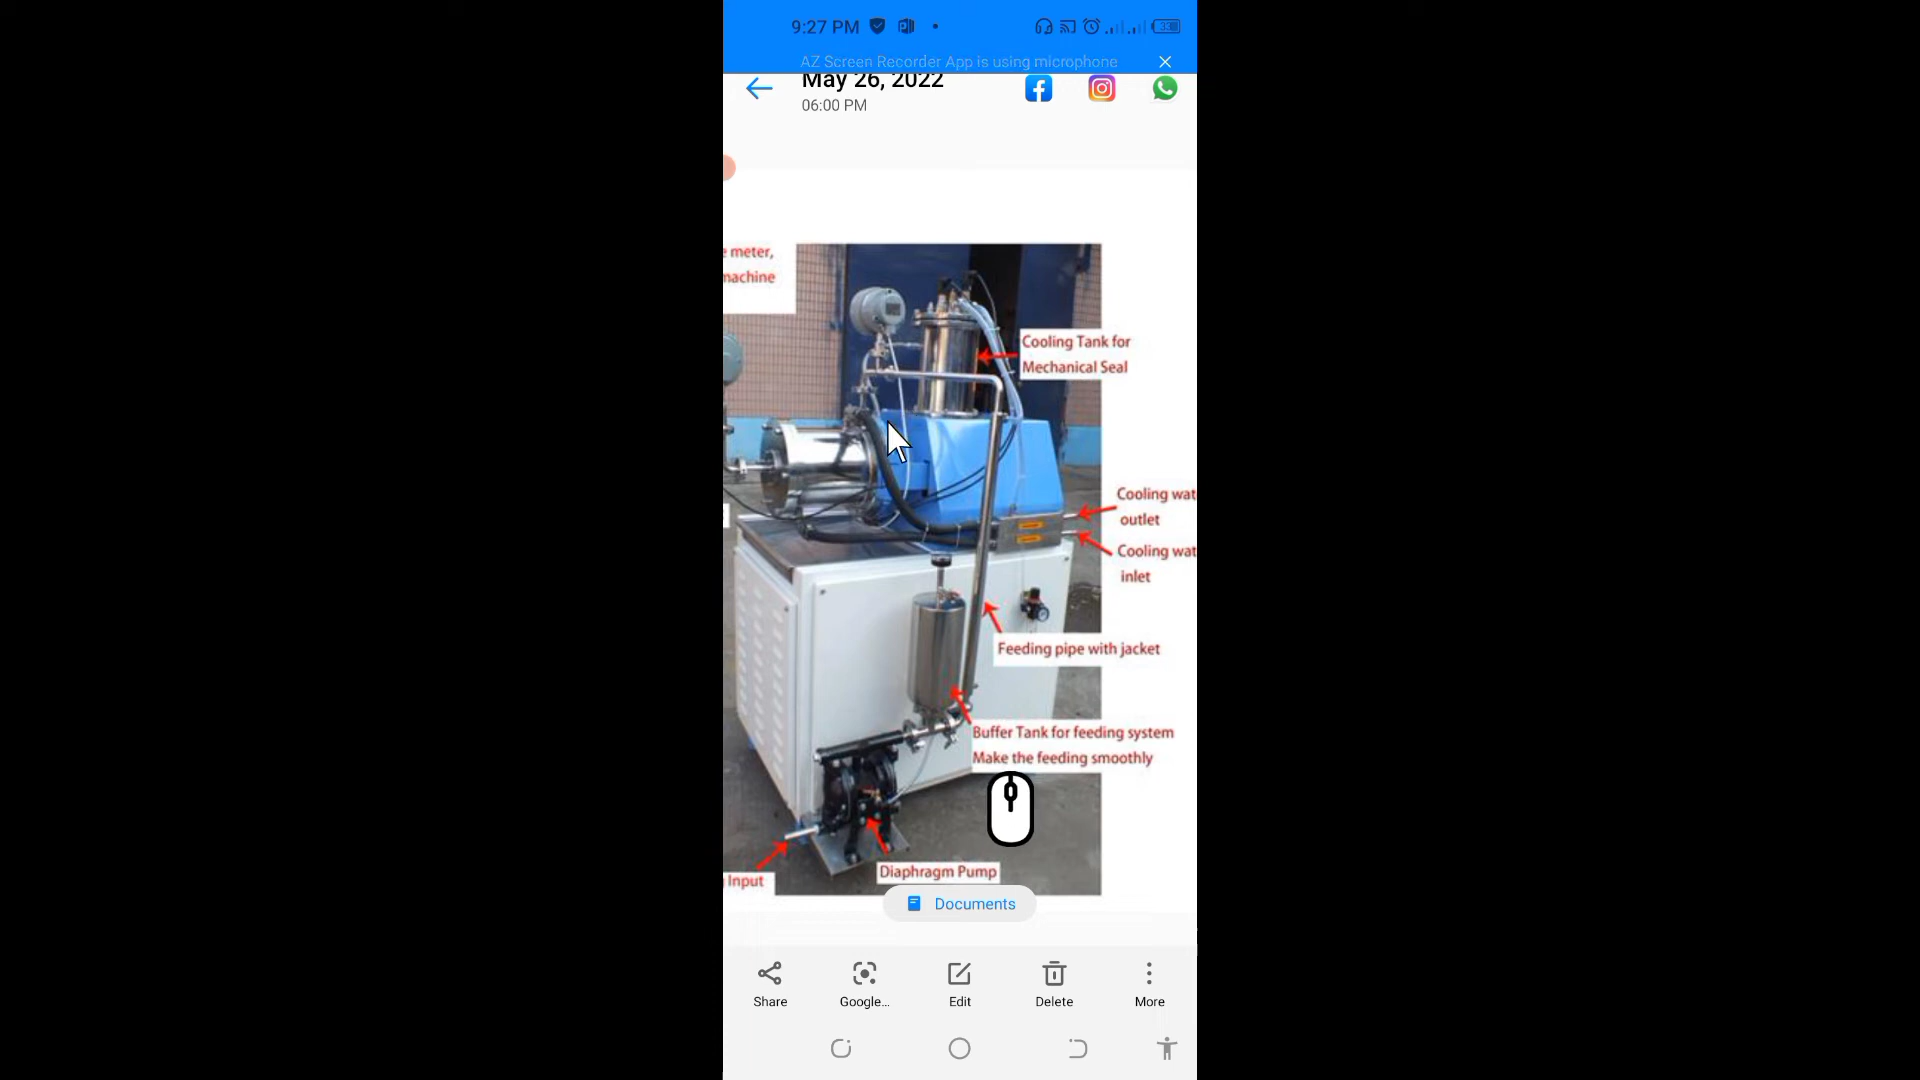 9:27 PM
33
AZ Screen Recorder App is using microphone
May 26, 2022
06:00 PM
meter,
machine
Cooling Tank for
Mechanical Seal
Cooling wat
outlet
Cooling wat
inlet
Feeding pipe with jacket
Buffer Tank for feeding system
Make the feeding smoothly
Input
Diaphragm Pump
Documents
Share
Google...
Edit
Delete
More